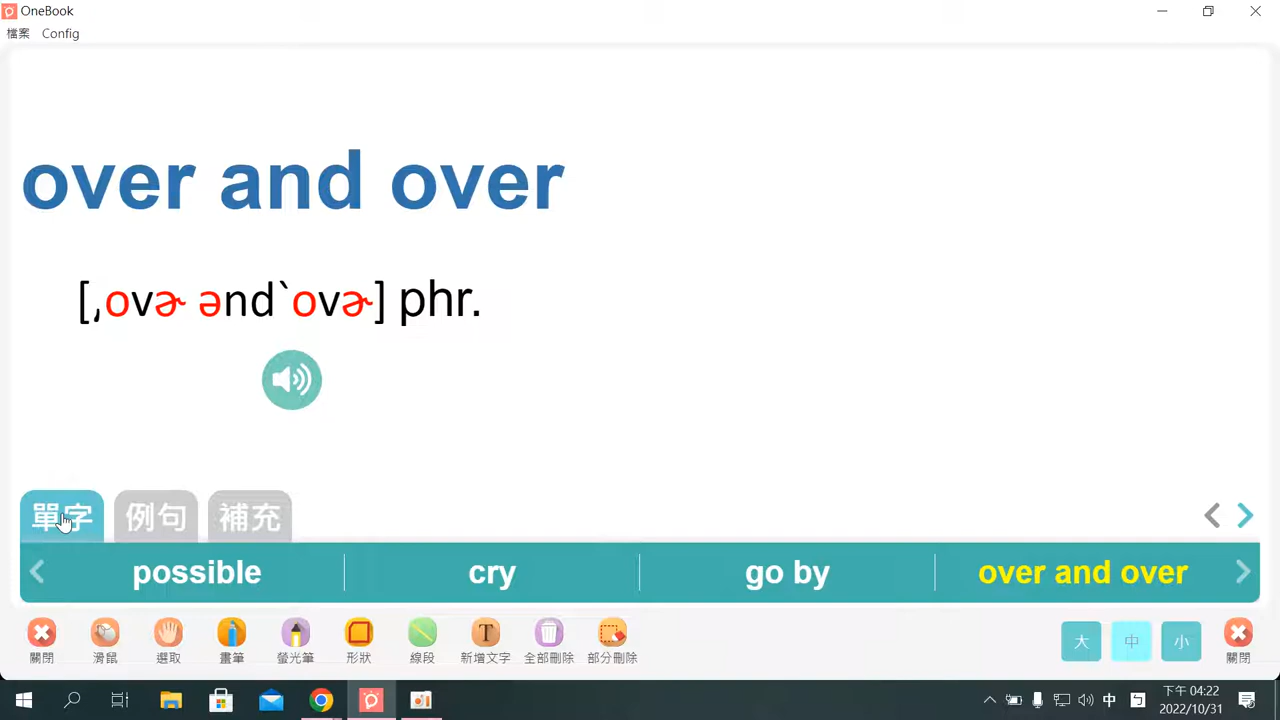 OneBook
檔案 Config
over and over
[ˌovɚ ənd`ovɚ] phr.
單字 例句 補充
possible cry go by over and over
關閉 滑鼠 選取 畫筆 螢光筆 形狀 線段 新增文字 全部刪除 部分刪除 大 中 小 關閉
中 下午 04:22
2022/10/31